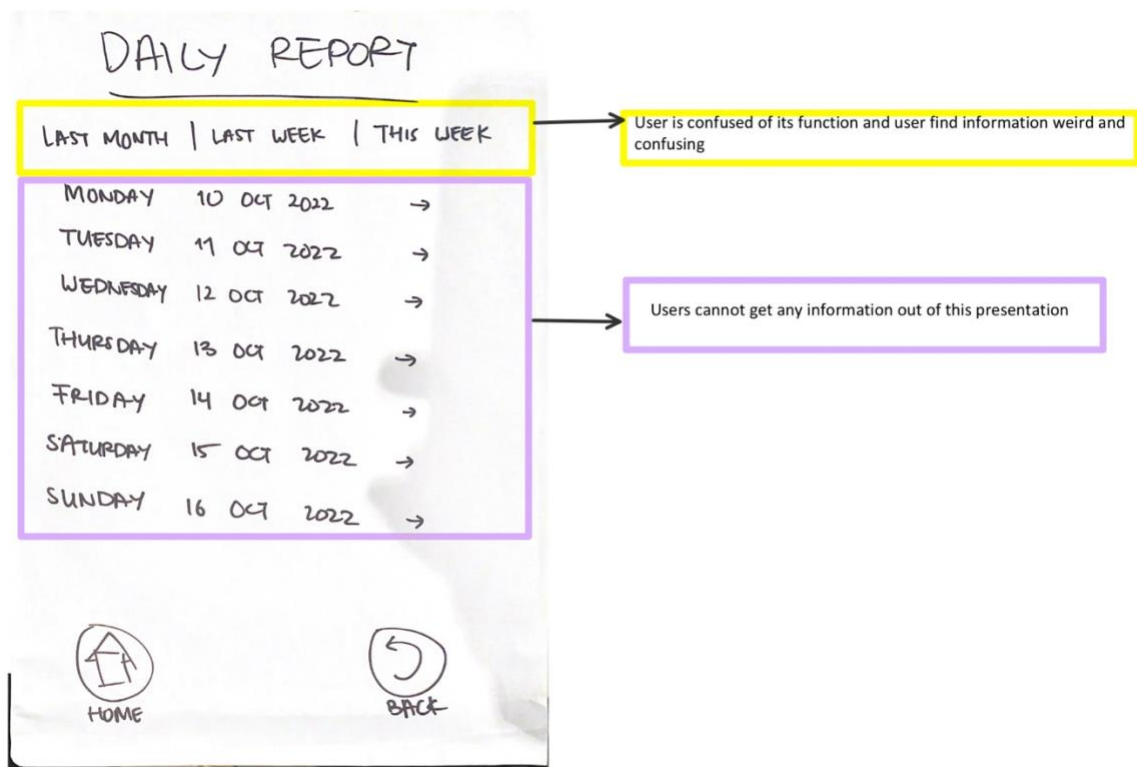 DAILY REPORT
LAST MONTH | LAST WEEK | THIS WEEK
MONDAY 10 OCT 2022 →
TUESDAY 11 OCT 2022 →
WEDNESDAY 12 OCT 2022 →
THURSDAY 13 OCT 2022 →
FRIDAY 14 OCT 2022 →
SATURDAY 15 OCT 2022 →
SUNDAY 16 OCT 2022 →
HOME BACK
User is confused of its function and user find information weird and
confusing
Users cannot get any information out of this presentation